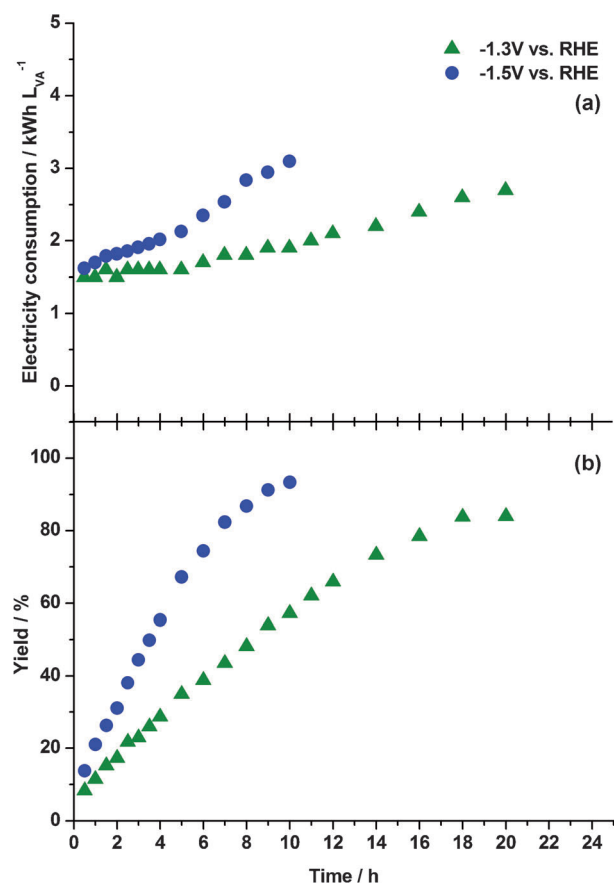 5
-1.3V vs. RHE
-1.5V vs. RHE
(a)
4
3
2
1
0
Electricity consumption / kWh L_VA^-1
(b)
100
80
60
40
20
0
Yield / %
0 2 4 6 8 10 12 14 16 18 20 22 24
Time / h